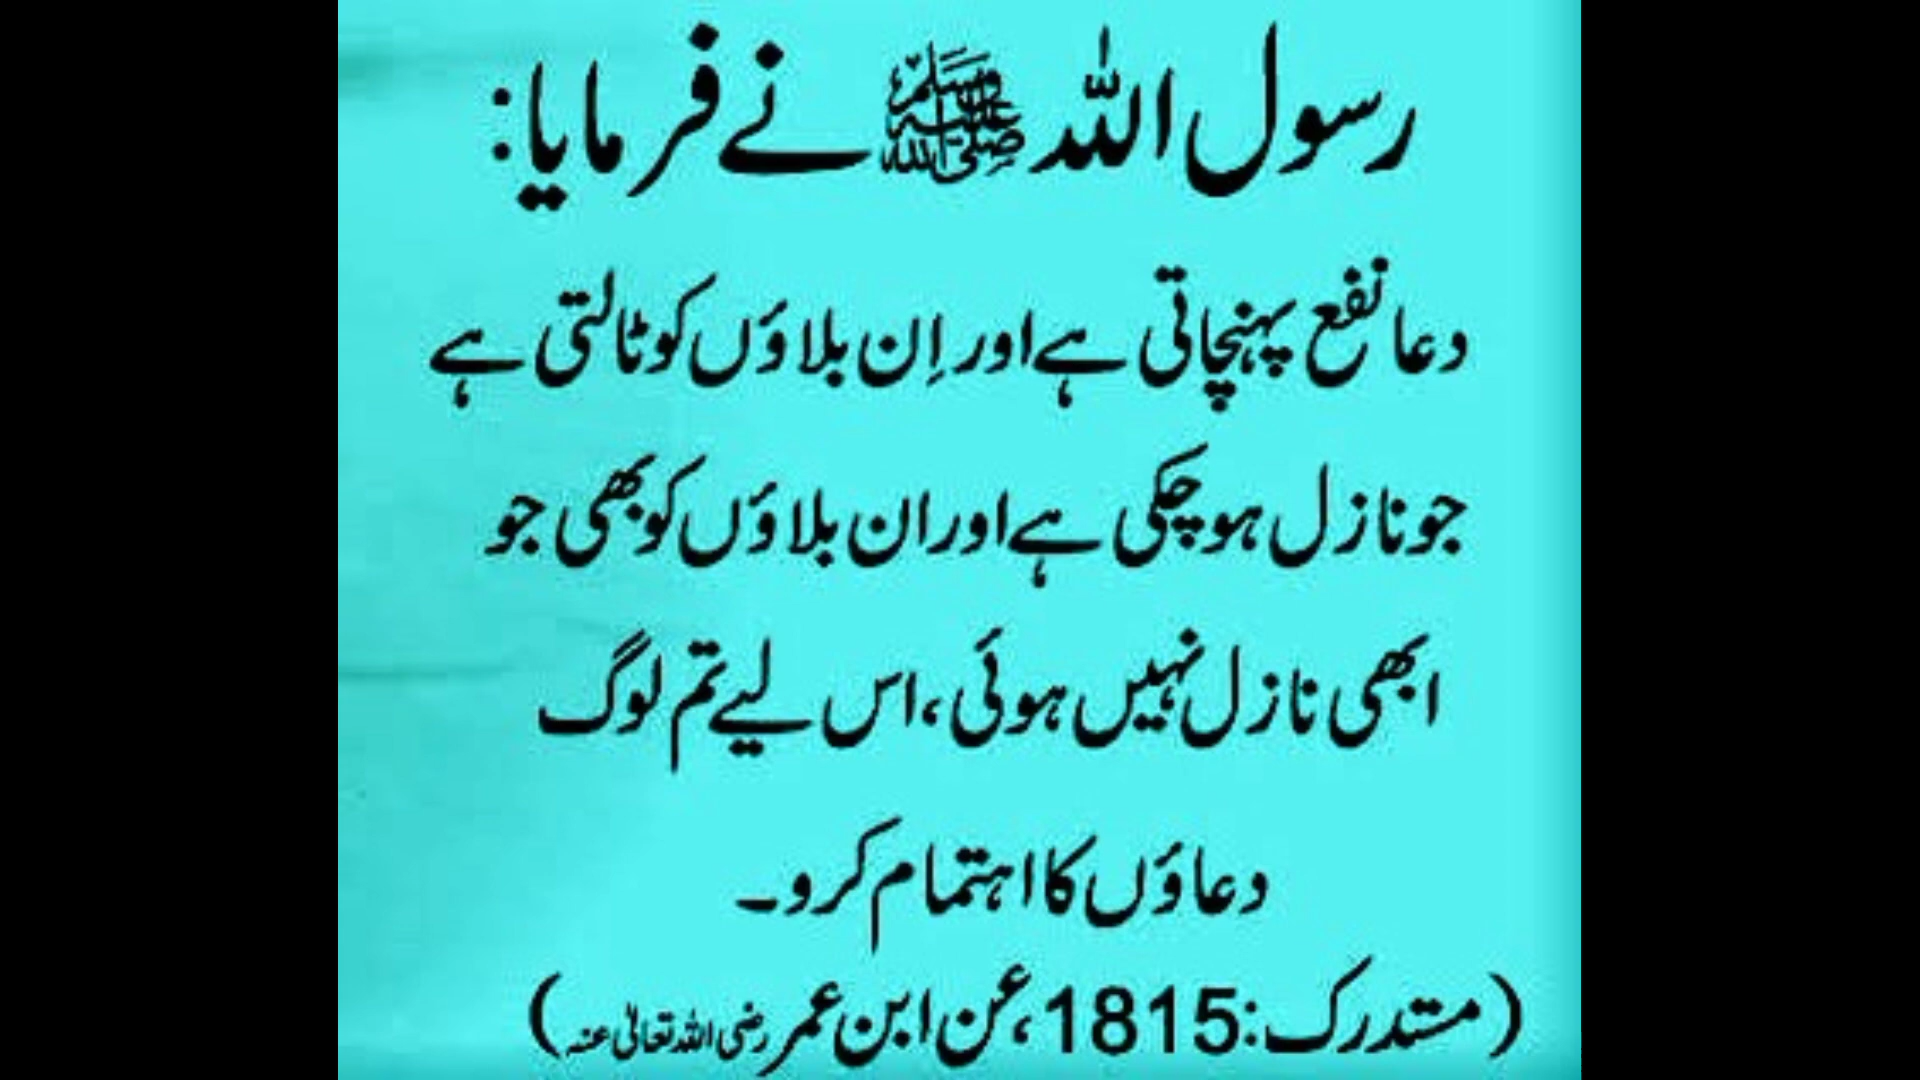 رسول اللہ ﷺ نے فرمایا:
دعا نفع پہنچاتی ہے اور اِن بلاؤں کو ٹالتی ہے
جو نازل ہو چکی ہے اور ان بلاؤں کو بھی جو
ابھی نازل نہیں ہوئی، اس لیے تم لوگ
دعاؤں کا اہتمام کرو۔
(مستدرک: 1815، عن ابن عمر رضی اللہ تعالیٰ عنہ)